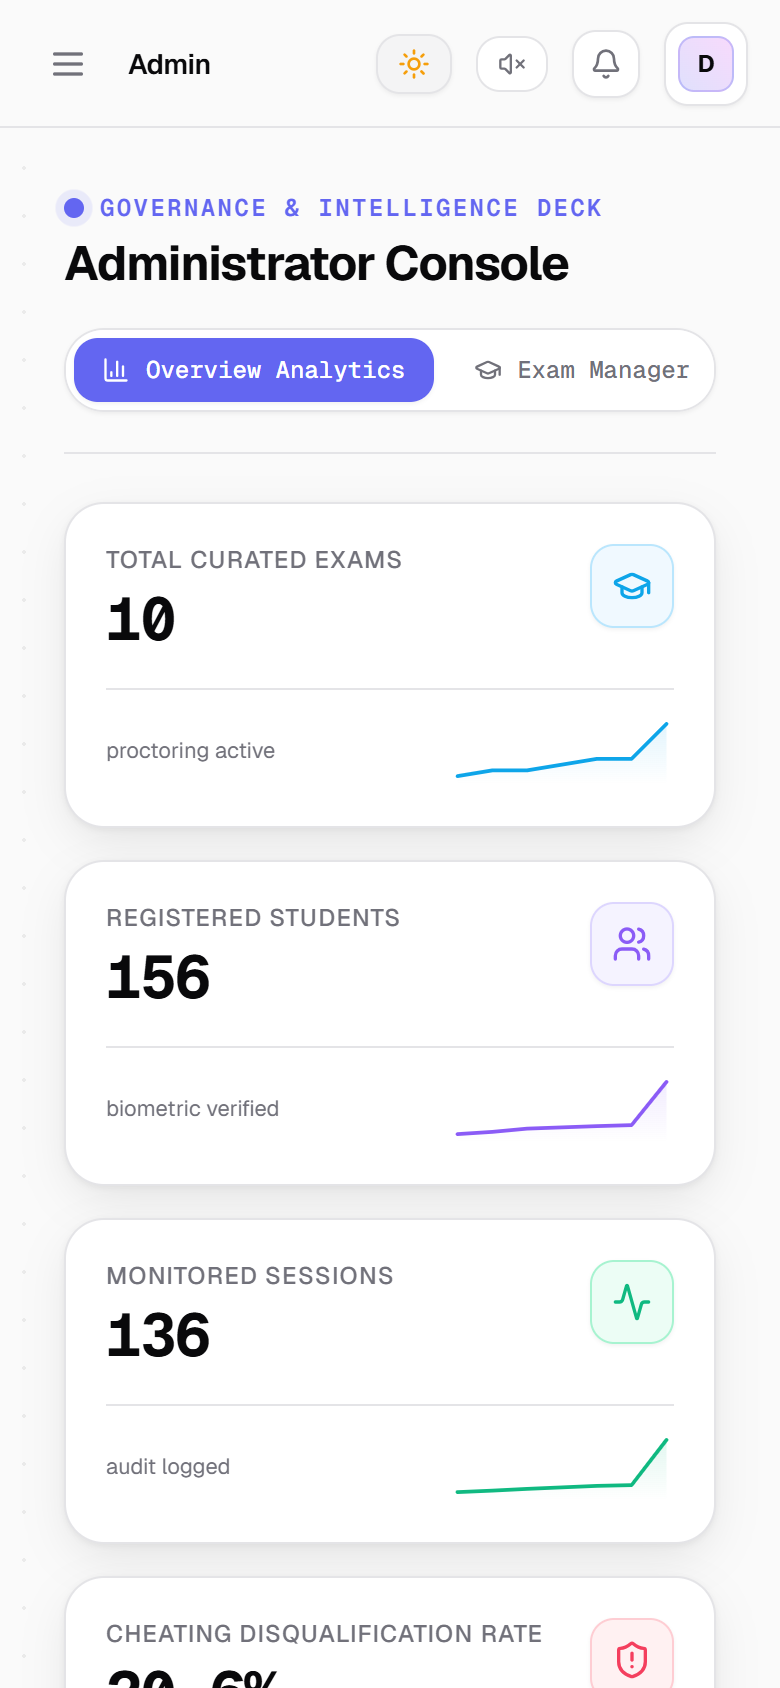 Admin
D
GOVERNANCE & INTELLIGENCE DECK
Administrator Console
Overview Analytics
Exam Manager
TOTAL CURATED EXAMS
10
proctoring active
REGISTERED STUDENTS
156
biometric verified
MONITORED SESSIONS
136
audit logged
CHEATING DISQUALIFICATION RATE